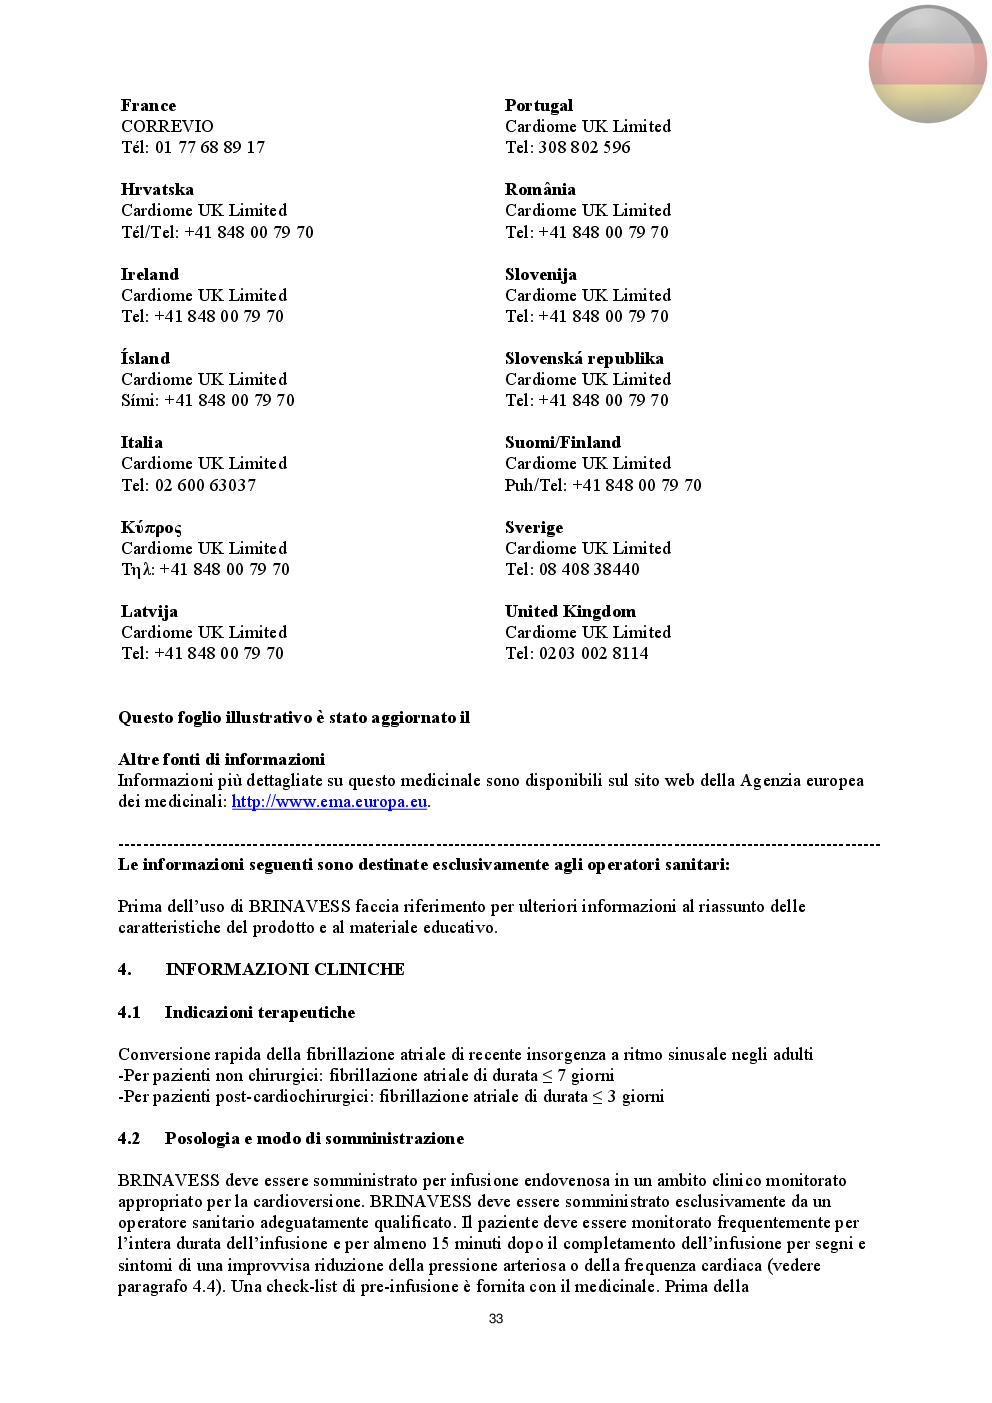 France
CORREVIO
Tél: 01 77 68 89 17
Hrvatska
Cardiome UK Limited
Tél/Tel: +41 848 00 79 70
Ireland
Cardiome UK Limited
Tel: +41 848 00 79 70
Ísland
Cardiome UK Limited
Sími: +41 848 00 79 70
Italia
Cardiome UK Limited
Tel: 02 600 63037
Κύπρος
Cardiome UK Limited
Τηλ: +41 848 00 79 70
Latvija
Cardiome UK Limited
Tel: +41 848 00 79 70
Portugal
Cardiome UK Limited
Tel: 308 802 596
România
Cardiome UK Limited
Tel: +41 848 00 79 70
Slovenija
Cardiome UK Limited
Tel: +41 848 00 79 70
Slovenská republika
Cardiome UK Limited
Tel: +41 848 00 79 70
Suomi/Finland
Cardiome UK Limited
Puh/Tel: +41 848 00 79 70
Sverige
Cardiome UK Limited
Tel: 08 408 38440
United Kingdom
Cardiome UK Limited
Tel: 0203 002 8114
Questo foglio illustrativo è stato aggiornato il
Altre fonti di informazioni
Informazioni più dettagliate su questo medicinale sono disponibili sul sito web della Agenzia europea
dei medicinali: http://www.ema.europa.eu.
---------------------------------------------------------------------------------------------------------------------------
Le informazioni seguenti sono destinate esclusivamente agli operatori sanitari:
Prima dell’uso di BRINAVESS faccia riferimento per ulteriori informazioni al riassunto delle
caratteristiche del prodotto e al materiale educativo.
4. INFORMAZIONI CLINICHE
4.1 Indicazioni terapeutiche
Conversione rapida della fibrillazione atriale di recente insorgenza a ritmo sinusale negli adulti
-Per pazienti non chirurgici: fibrillazione atriale di durata ≤ 7 giorni
-Per pazienti post-cardiochirurgici: fibrillazione atriale di durata ≤ 3 giorni
4.2 Posologia e modo di somministrazione
BRINAVESS deve essere somministrato per infusione endovenosa in un ambito clinico monitorato
appropriato per la cardioversione. BRINAVESS deve essere somministrato esclusivamente da un
operatore sanitario adeguatamente qualificato. Il paziente deve essere monitorato frequentemente per
l’intera durata dell’infusione e per almeno 15 minuti dopo il completamento dell’infusione per segni e
sintomi di una improvvisa riduzione della pressione arteriosa o della frequenza cardiaca (vedere
paragrafo 4.4). Una check-list di pre-infusione è fornita con il medicinale. Prima della
33